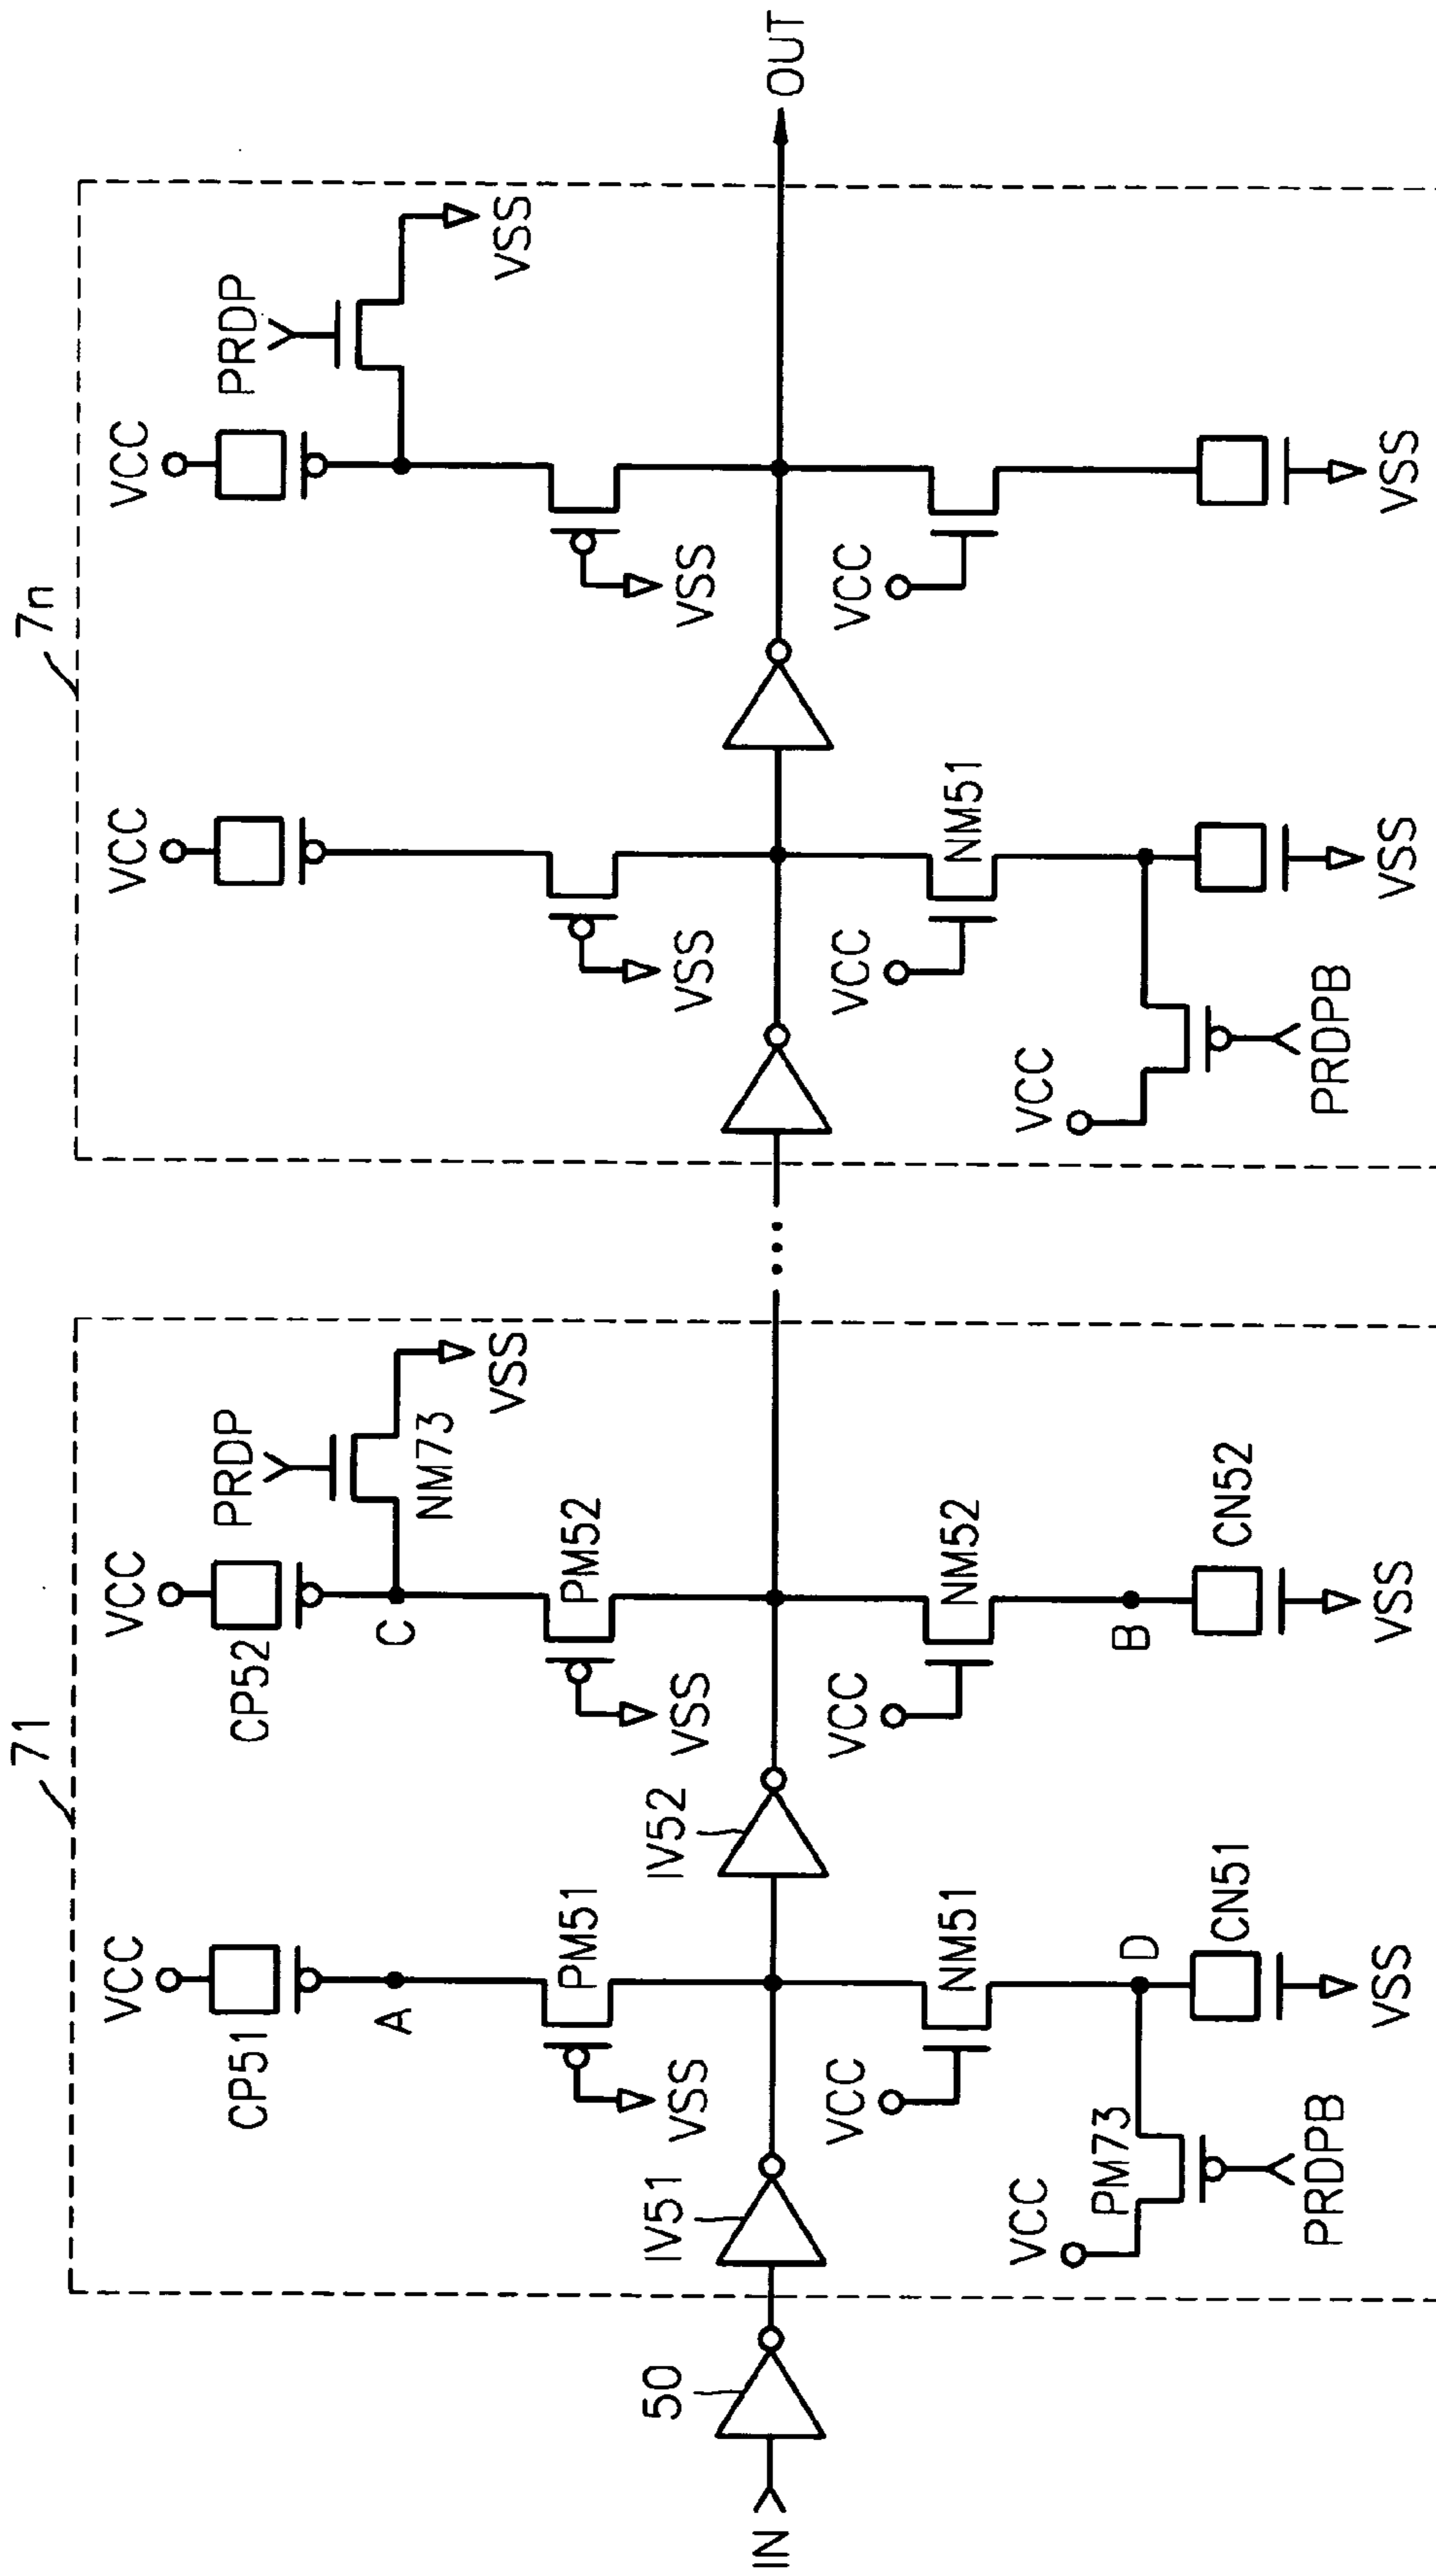 71
VCC
CP51
A
PM51
VSS
VCC
CP52
C
PRDP
NM73
VSS
PM52
VSS
IN
50
IV51
IV52
VCC
NM51
D
CN51
VSS
VCC
PM73
PRDPB
VCC
NM52
B
CN52
VSS
7n
VCC
VSS
VCC
PRDP
VSS
VSS
OUT
VCC
NM51
VSS
VCC
PRDPB
VCC
VSS